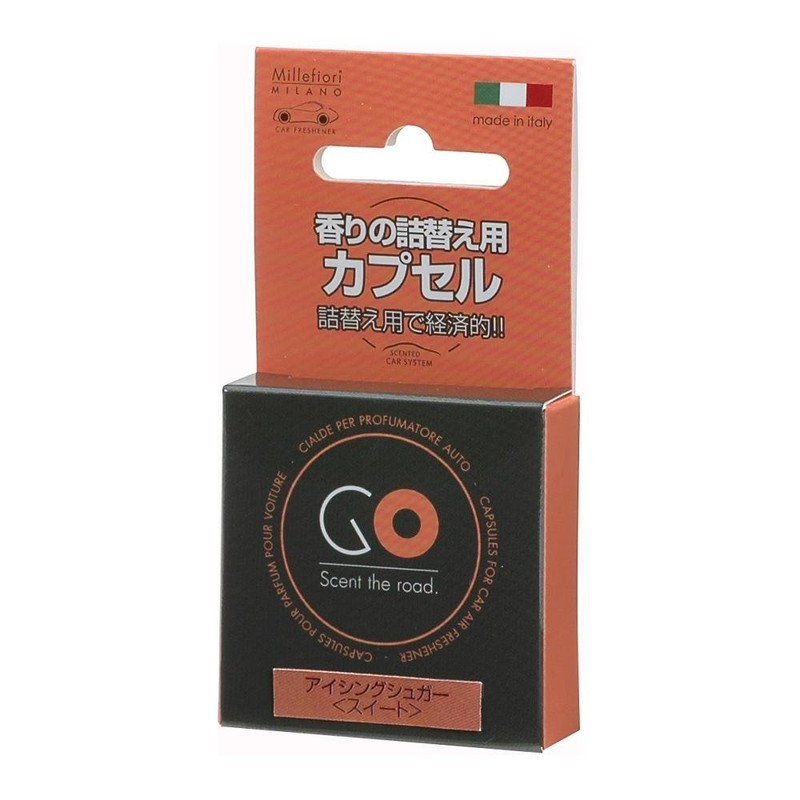 Millefiori
MILANO
CAR FRESHENER
made in italy
香りの詰替え用
カプセル
詰替え用で経済的!!
SCENTED
CAR SYSTEM
CIALDE PER PROFUMATORE AUTO · CAPSULES FOR CAR AIR FRESHENER · CAPSULES POUR PARFUM POUR VOITURE ·
GO
Scent the road.
アイシングシュガー
<スイート>